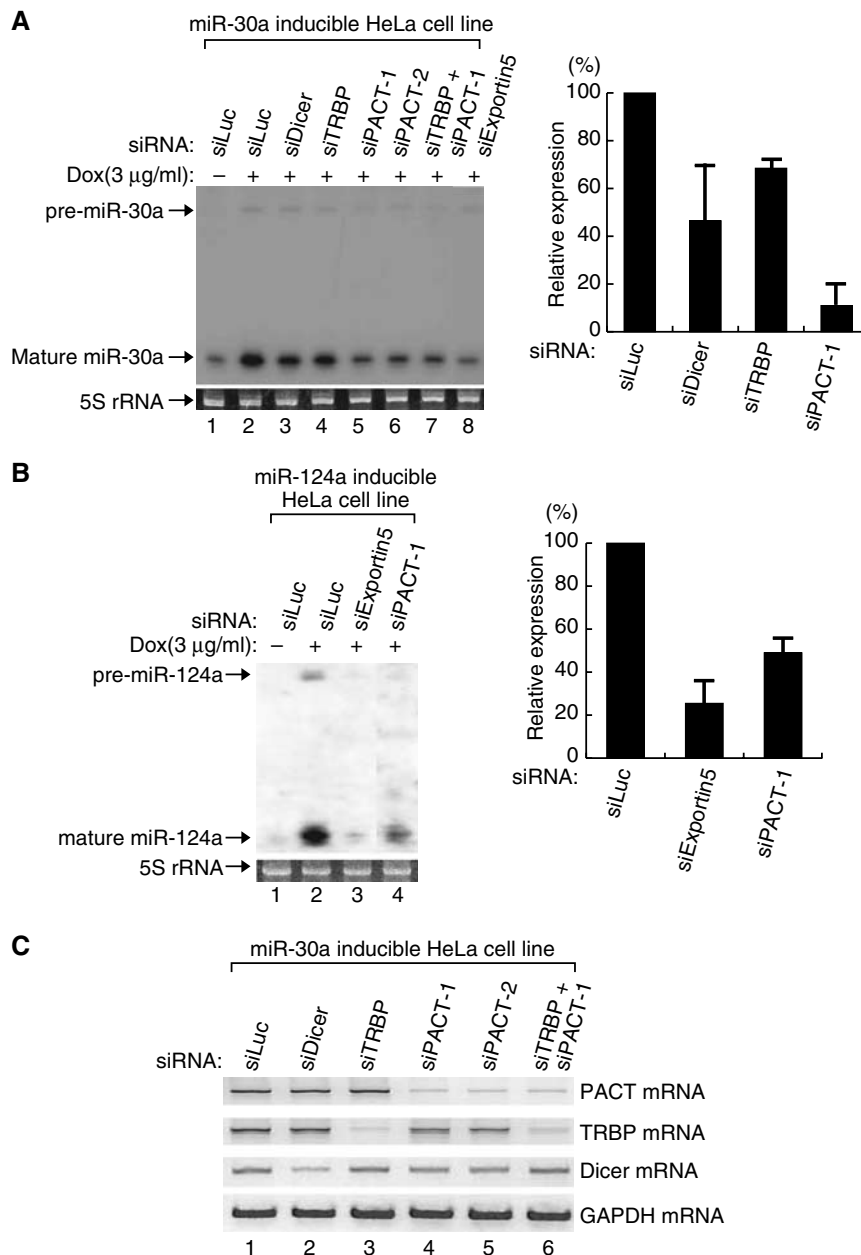 A
miR-30a inducible HeLa cell line
siRNA: siLuc siLuc siDicer siTRBP siPACT-1 siPACT-2 siTRBP + siPACT-1 siExportin5
Dox(3 μg/ml): – + + + + + + +
pre-miR-30a
Mature miR-30a
5S rRNA
1 2 3 4 5 6 7 8
(%)
100
80
60
40
20
0
Relative expression
siRNA: siLuc siDicer siTRBP siPACT-1
B
miR-124a inducible
HeLa cell line
siRNA: siLuc siLuc siExportin5 siPACT-1
Dox(3 μg/ml): – + + +
pre-miR-124a
mature miR-124a
5S rRNA
1 2 3 4
(%)
100
80
60
40
20
0
Relative expression
siRNA: siLuc siExportin5 siPACT-1
C
miR-30a inducible HeLa cell line
siRNA: siLuc siDicer siTRBP siPACT-1 siPACT-2 siTRBP + siPACT-1
PACT mRNA
TRBP mRNA
Dicer mRNA
GAPDH mRNA
1 2 3 4 5 6